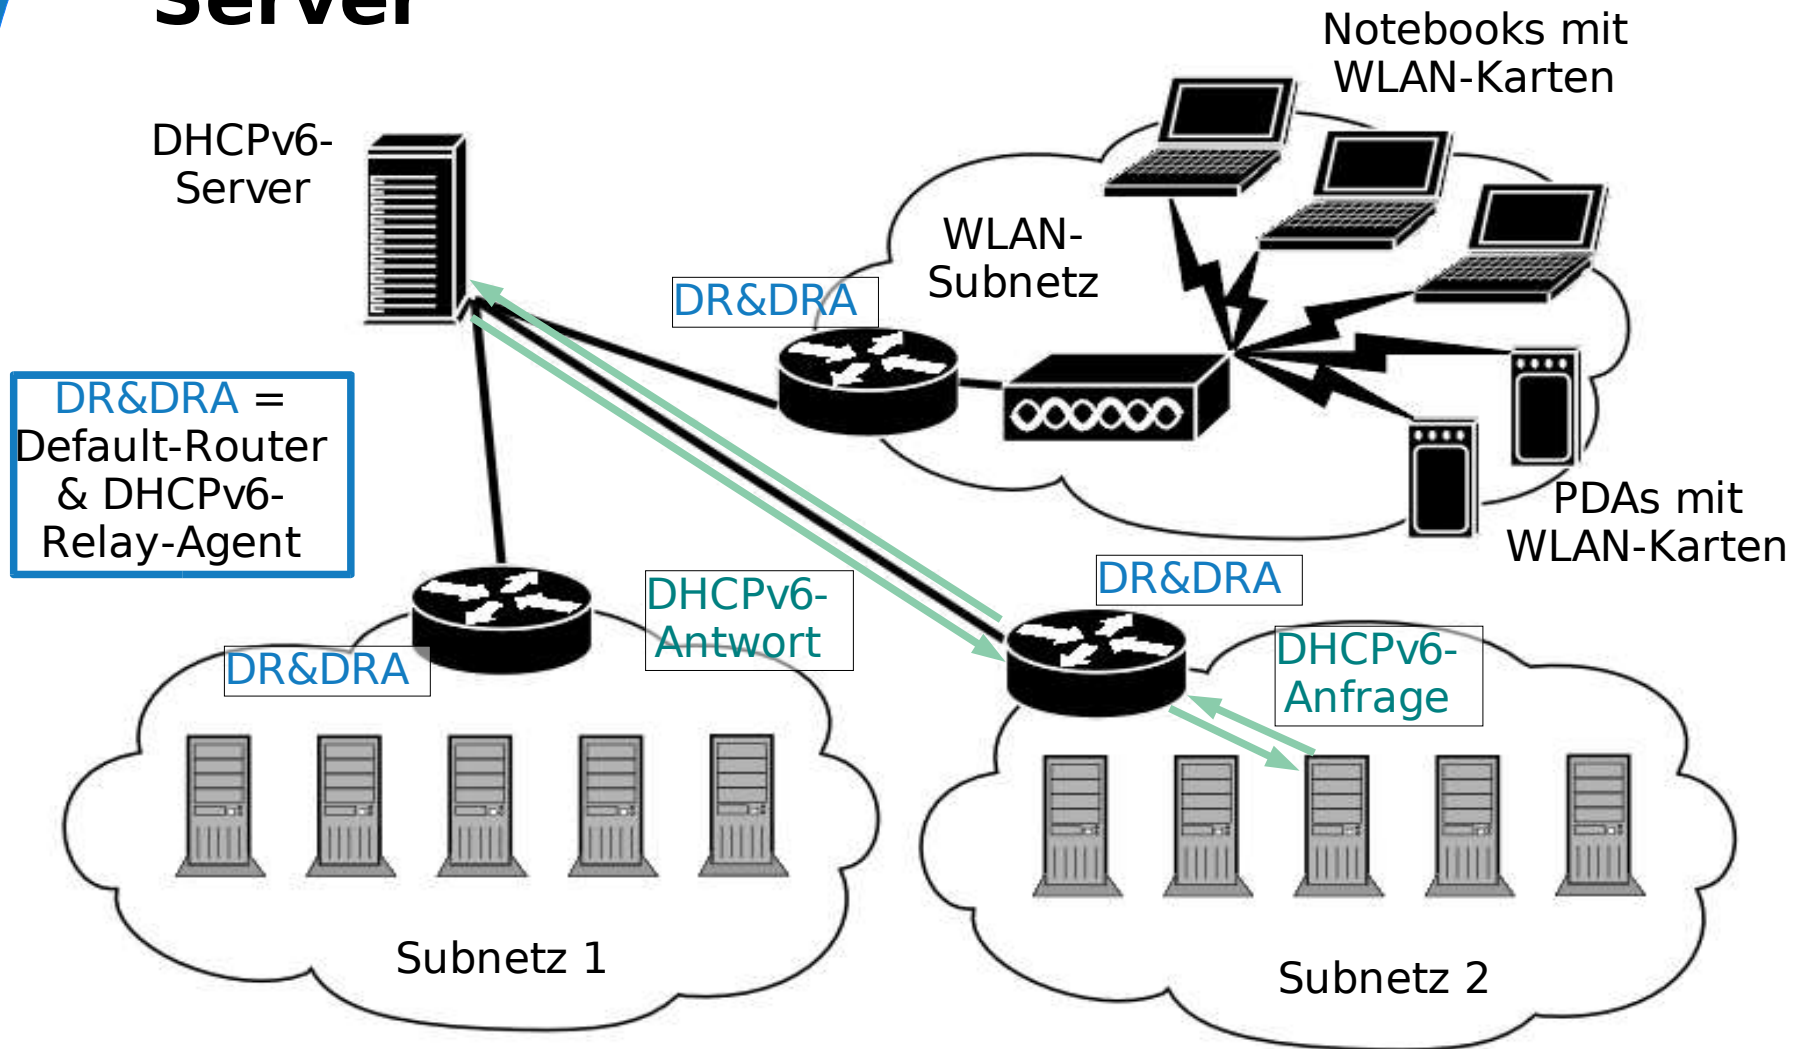 Server
Notebooks mit
WLAN-Karten
DHCPv6-
Server
WLAN-
Subnetz
DR&DRA
DR&DRA =
Default-Router
& DHCPv6-
Relay-Agent
PDAs mit
WLAN-Karten
DR&DRA
DHCPv6-
Antwort
DHCPv6-
Anfrage
DR&DRA
Subnetz 1
Subnetz 2